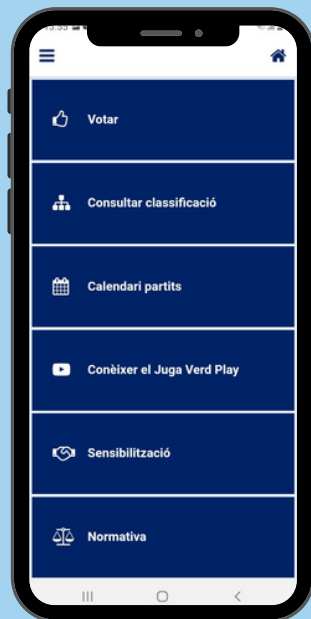 Votar
Consultar classificació
Calendari partits
Conèixer el Juga Verd Play
Sensibilització
Normativa